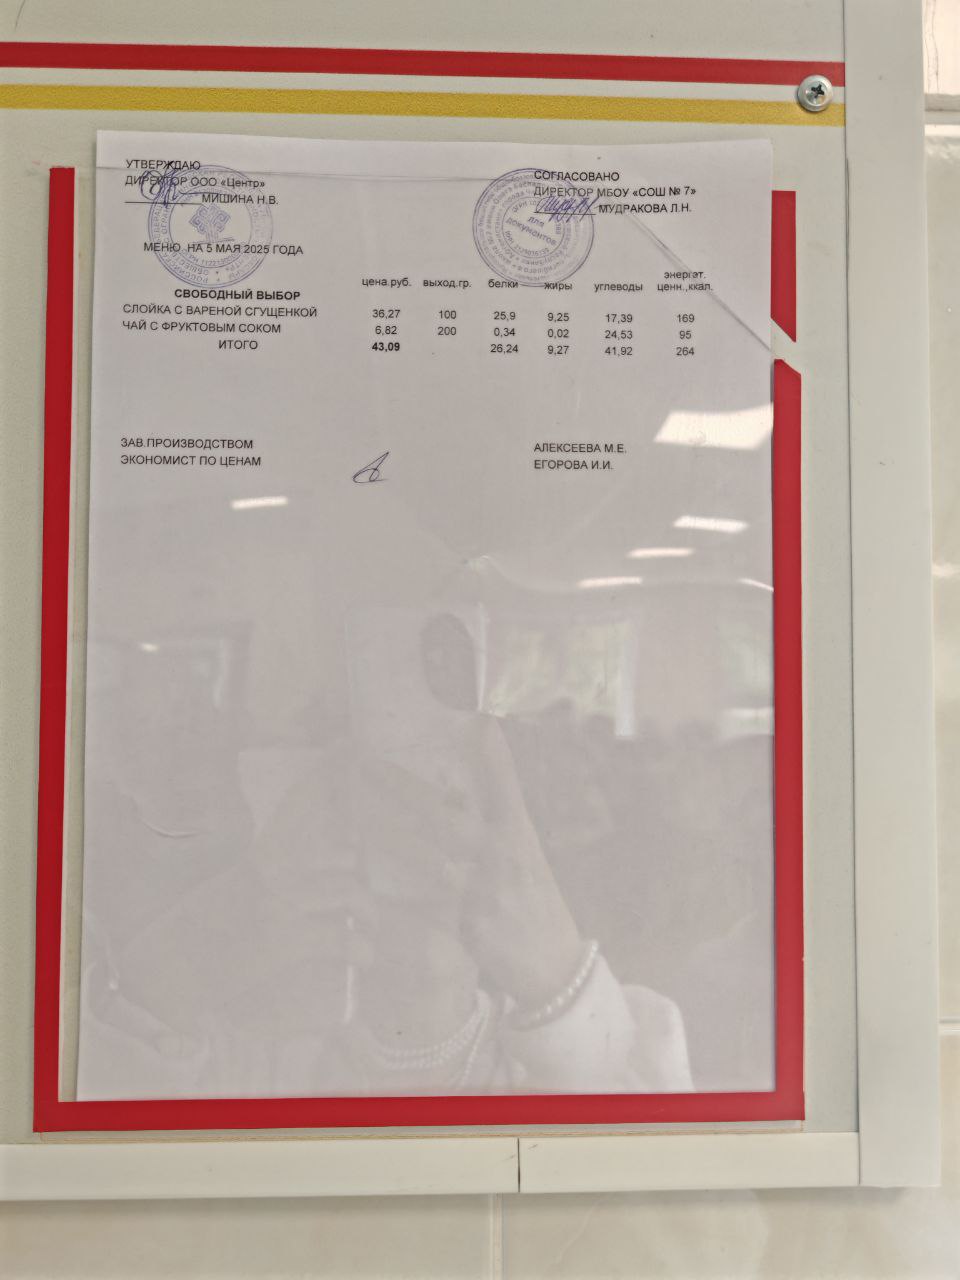 УТВЕРЖДАЮ
ДИРЕКТОР ООО «Центр»
МИШИНА Н.В.
СОГЛАСОВАНО
ДИРЕКТОР МБОУ «СОШ № 7»
МУДРАКОВА Л.Н.
для документов
МЕНЮ НА 5 МАЯ 2025 ГОДА
цена.руб. выход.гр. белки жиры углеводы энергет. ценн.,ккал.
СВОБОДНЫЙ ВЫБОР
СЛОЙКА С ВАРЕНОЙ СГУЩЕНКОЙ 36,27 100 25,9 9,25 17,39 169
ЧАЙ С ФРУКТОВЫМ СОКОМ 6,82 200 0,34 0,02 24,53 95
ИТОГО 43,09 26,24 9,27 41,92 264
ЗАВ.ПРОИЗВОДСТВОМ АЛЕКСЕЕВА М.Е.
ЭКОНОМИСТ ПО ЦЕНАМ ЕГОРОВА И.И.